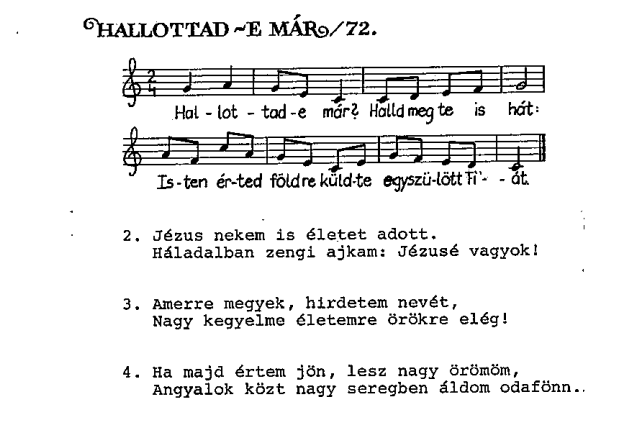 HALLOTTAD~E MÁR/72.
2
4
Hal - lot - tad-e már? Halld meg te is hát:
Is-ten ér-ted földre küld-te egyszü-lött Fi'- - át.
2. Jézus nekem is életet adott.
Háladalban zengi ajkam: Jézusé vagyok!
3. Amerre megyek, hirdetem nevét,
Nagy kegyelme életemre örökre elég!
4. Ha majd értem jön, lesz nagy örömöm,
Angyalok közt nagy seregben áldom odafönn..